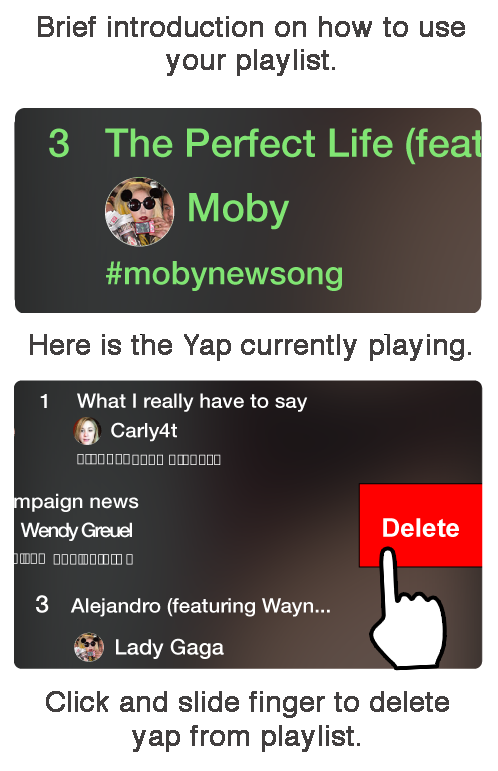 Brief introduction on how to use
your playlist.
3 The Perfect Life (feat
Moby
#mobynewsong
Here is the Yap currently playing.
1 What I really have to say
Carly4t
mpaign news
Wendy Greuel
Delete
3 Alejandro (featuring Wayn...
Lady Gaga
Click and slide finger to delete
yap from playlist.